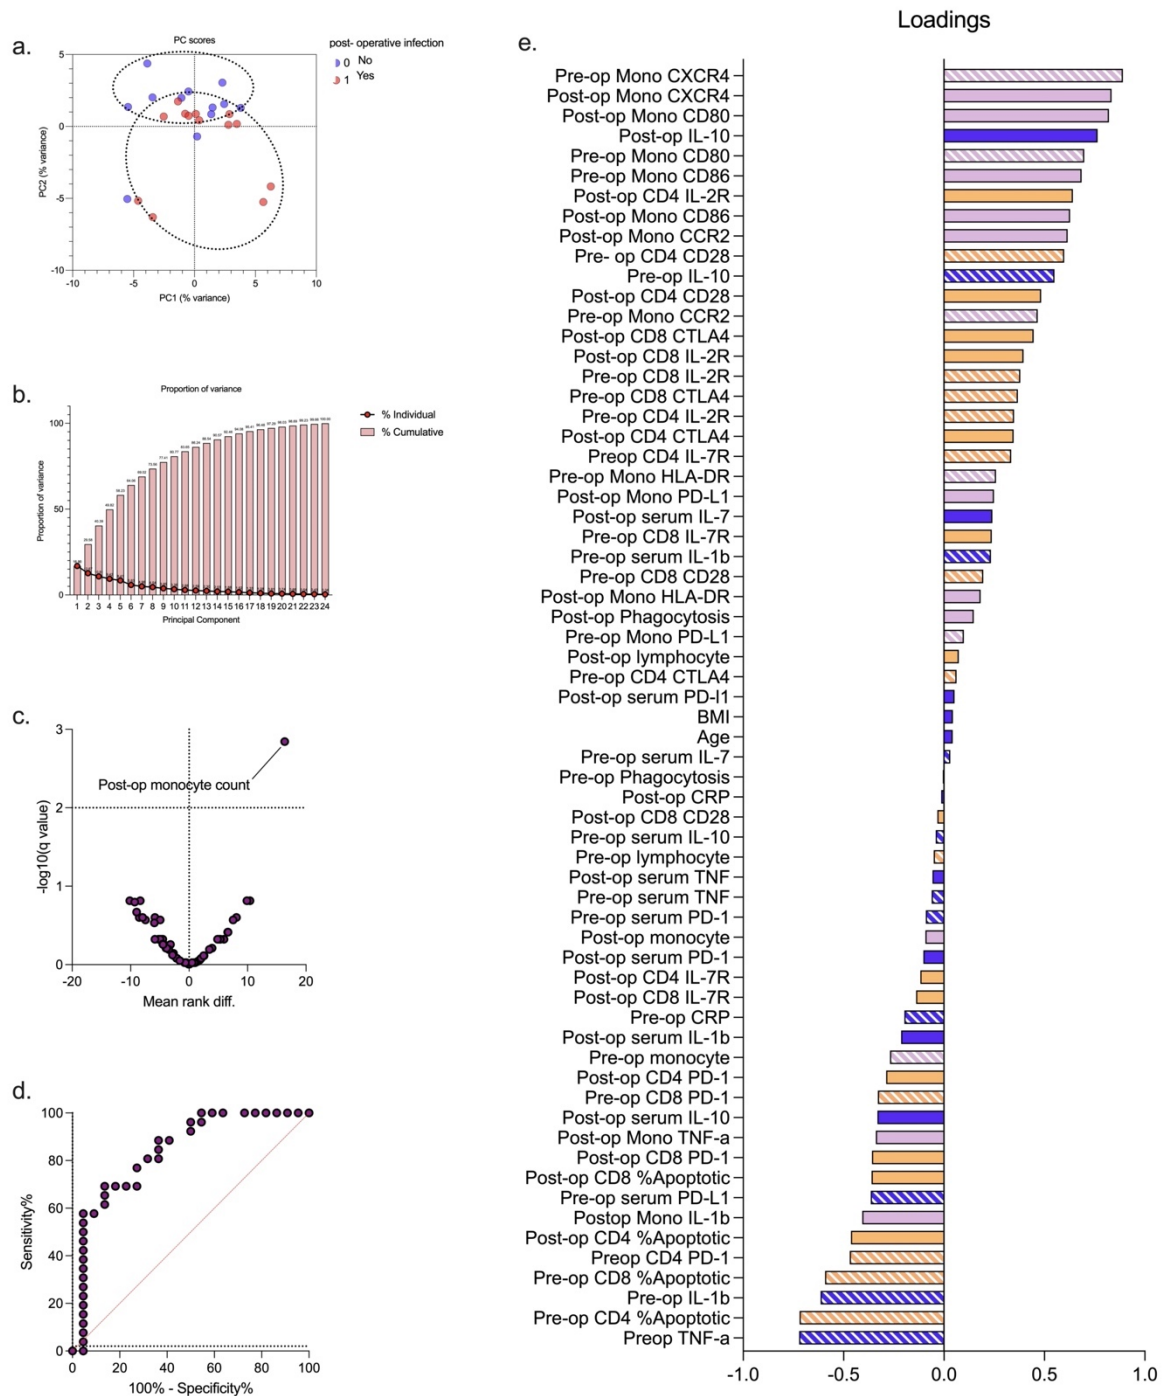 a.
PC scores
post- operative infection
0 No
1 Yes
5
0
-5
-10
PC2 (% variance)
-10
-5
0
5
10
PC1 (% variance)
b.
Proportion of variance
% Individual
% Cumulative
100
50
0
Proportion of variance
1 2 3 4 5 6 7 8 9 10 11 12 13 14 15 16 17 18 19 20 21 22 23 24
Principal Component
c.
3
2
1
0
-log10(q value)
Post-op monocyte count
-20
-10
0
10
20
Mean rank diff.
d.
100
80
60
40
20
0
Sensitivity%
0
20
40
60
80
100
100% - Specificity%
e.
Loadings
Pre-op Mono CXCR4
Post-op Mono CXCR4
Post-op Mono CD80
Post-op IL-10
Pre-op Mono CD80
Pre-op Mono CD86
Post-op CD4 IL-2R
Post-op Mono CD86
Post-op Mono CCR2
Pre- op CD4 CD28
Pre-op IL-10
Post-op CD4 CD28
Pre-op Mono CCR2
Post-op CD8 CTLA4
Post-op CD8 IL-2R
Pre-op CD8 IL-2R
Pre-op CD8 CTLA4
Pre-op CD4 IL-2R
Post-op CD4 CTLA4
Preop CD4 IL-7R
Pre-op Mono HLA-DR
Post-op Mono PD-L1
Post-op serum IL-7
Pre-op CD8 IL-7R
Pre-op serum IL-1b
Pre-op CD8 CD28
Post-op Mono HLA-DR
Post-op Phagocytosis
Pre-op Mono PD-L1
Post-op lymphocyte
Pre-op CD4 CTLA4
Post-op serum PD-l1
BMI
Age
Pre-op serum IL-7
Pre-op Phagocytosis
Post-op CRP
Post-op CD8 CD28
Pre-op serum IL-10
Pre-op lymphocyte
Post-op serum TNF
Pre-op serum TNF
Pre-op serum PD-1
Post-op monocyte
Post-op serum PD-1
Post-op CD4 IL-7R
Post-op CD8 IL-7R
Pre-op CRP
Post-op serum IL-1b
Pre-op monocyte
Post-op CD4 PD-1
Pre-op CD8 PD-1
Post-op serum IL-10
Post-op Mono TNF-a
Post-op CD8 PD-1
Post-op CD8 %Apoptotic
Pre-op serum PD-L1
Postop Mono IL-1b
Post-op CD4 %Apoptotic
Preop CD4 PD-1
Pre-op CD8 %Apoptotic
Pre-op IL-1b
Pre-op CD4 %Apoptotic
Preop TNF-a
-1.0
-0.5
0.0
0.5
1.0